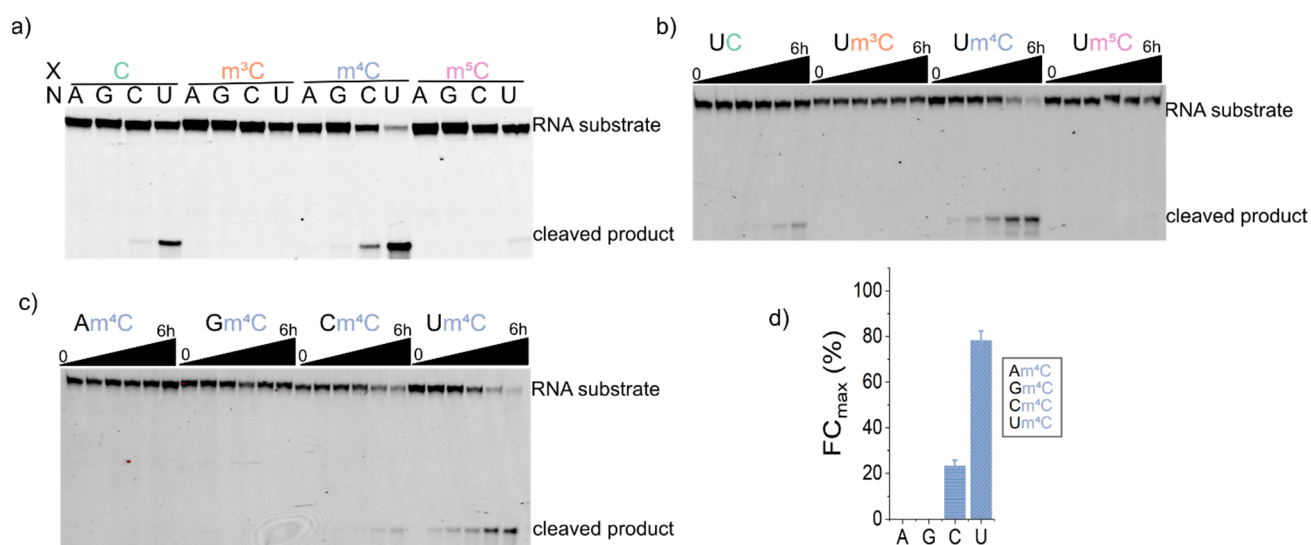 a)
X C m³C m⁴C m⁵C
N A G C U A G C U A G C U A G C U
RNA substrate
cleaved product
b)
UC 6h Um³C 6h Um⁴C 6h Um⁵C 6h
0 0 0 0
RNA substrate
cleaved product
c)
Am⁴C 6h Gm⁴C 6h Cm⁴C 6h Um⁴C 6h
0 0 0 0
RNA substrate
cleaved product
d)
FCmax (%)
100
80
60
40
20
0
A G C U
Am⁴C
Gm⁴C
Cm⁴C
Um⁴C